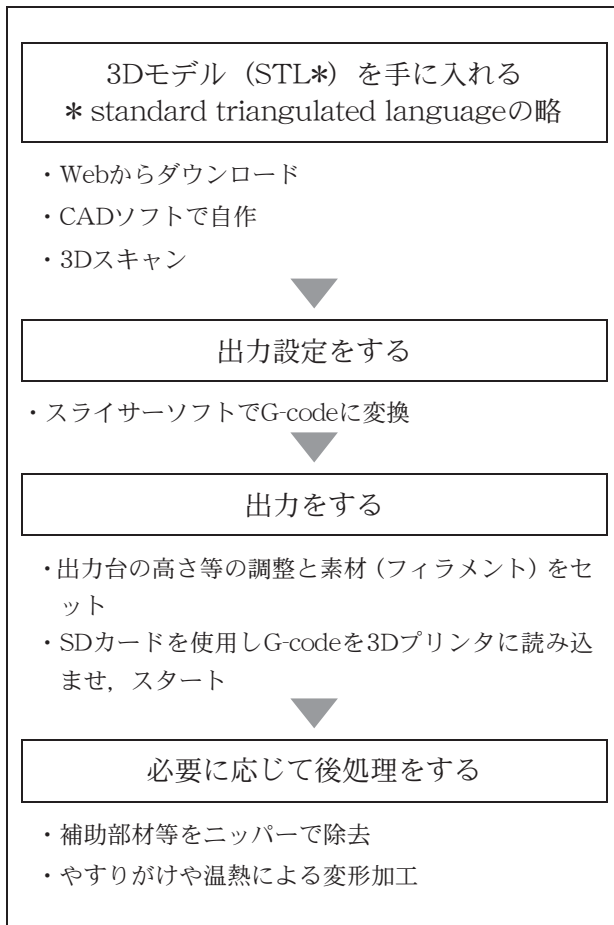 3Dモデル（STL*）を手に入れる
* standard triangulated languageの略
・Webからダウンロード
・CADソフトで自作
・3Dスキャン
出力設定をする
・スライサーソフトでG-codeに変換
出力をする
・出力台の高さ等の調整と素材（フィラメント）をセ
ット
・SDカードを使用しG-codeを3Dプリンタに読み込
ませ，スタート
必要に応じて後処理をする
・補助部材等をニッパーで除去
・やすりがけや温熱による変形加工